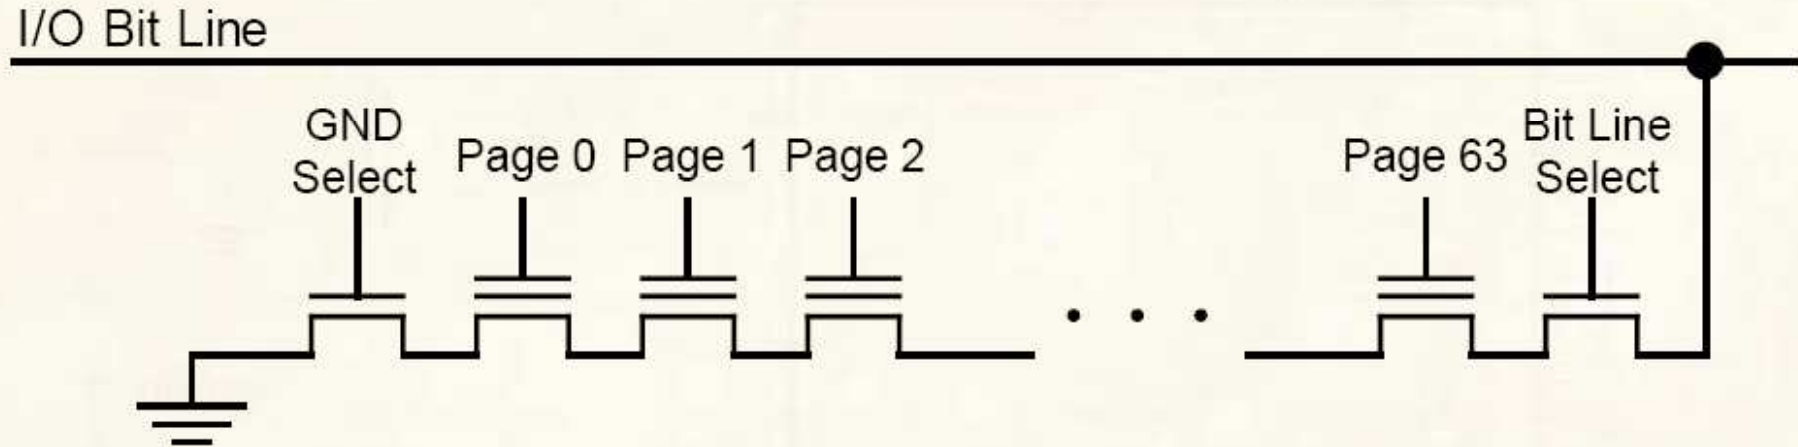 I/O Bit Line
GND
Select
Page 0
Page 1
Page 2
Page 63
Bit Line
Select